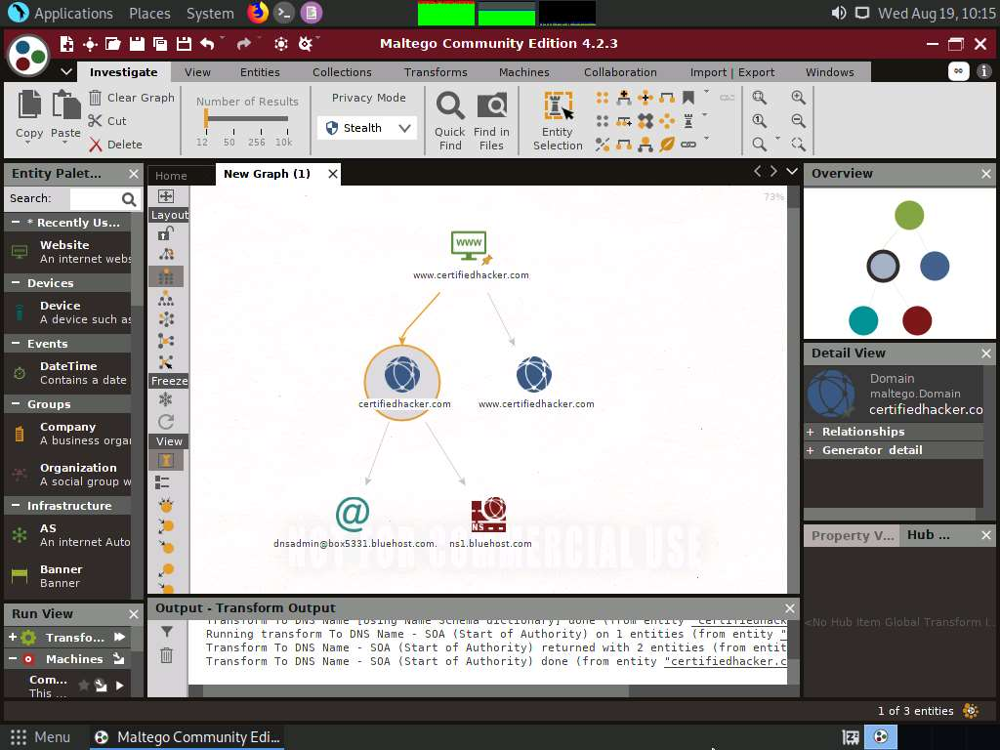 Applications Places System Wed Aug 19, 10:15
Maltego Community Edition 4.2.3
Investigate View Entities Collections Transforms Machines Collaboration Import | Export Windows
Copy Paste
Clear Graph
Cut
Delete
Number of Results
12 50 256 10k
Privacy Mode
Stealth
Quick Find
Find in Files
Entity Selection
Entity Palet...
Search:
* Recently Us...
Website
An internet webs
Devices
Device
A device such as
Events
DateTime
Contains a date
Groups
Company
A business organ
Organization
A social group w
Infrastructure
AS
An internet Auto
Banner
Banner
Run View
Transfo...
Machines
Com...
This ...
Home New Graph (1)
Layout
Freeze
View
73%
www
www.certifiedhacker.com
certifiedhacker.com
www.certifiedhacker.com
NS
dnsadmin@box5331.bluehost.com.
ns1.bluehost.com
NOT FOR COMMERCIAL USE
Output - Transform Output
Transform To DNS Name [Using Name Schema dictionary] done (from entity "certifiedhack
Running transform To DNS Name - SOA (Start of Authority) on 1 entities (from entity "
Transform To DNS Name - SOA (Start of Authority) returned with 2 entities (from entit
Transform To DNS Name - SOA (Start of Authority) done (from entity "certifiedhacker.c
Overview
Detail View
Domain
maltego.Domain
certifiedhacker.co
+ Relationships
+ Generator detail
Property V... Hub ...
<No Hub Item Global Transform I...
1 of 3 entities
Menu Maltego Community Edi...